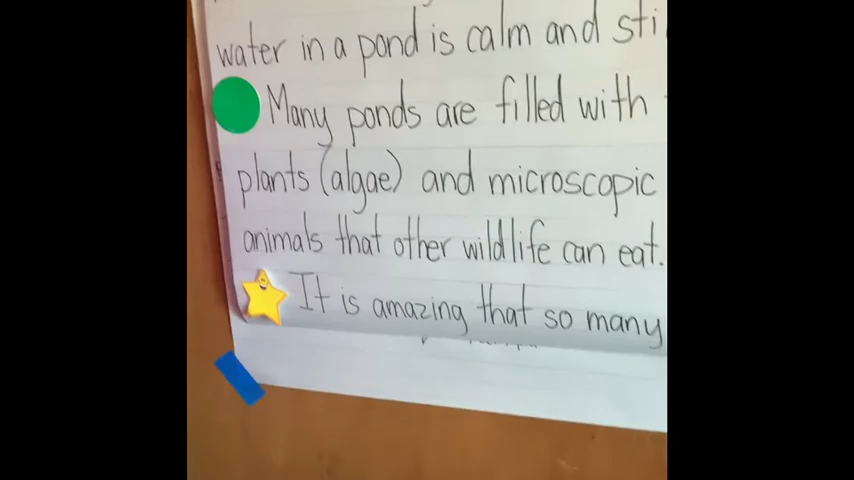 water in a pond is calm and
Many ponds are filled with
plants (algae) and microscopic
animals that other wildlife can eat.
It is amazing that so many